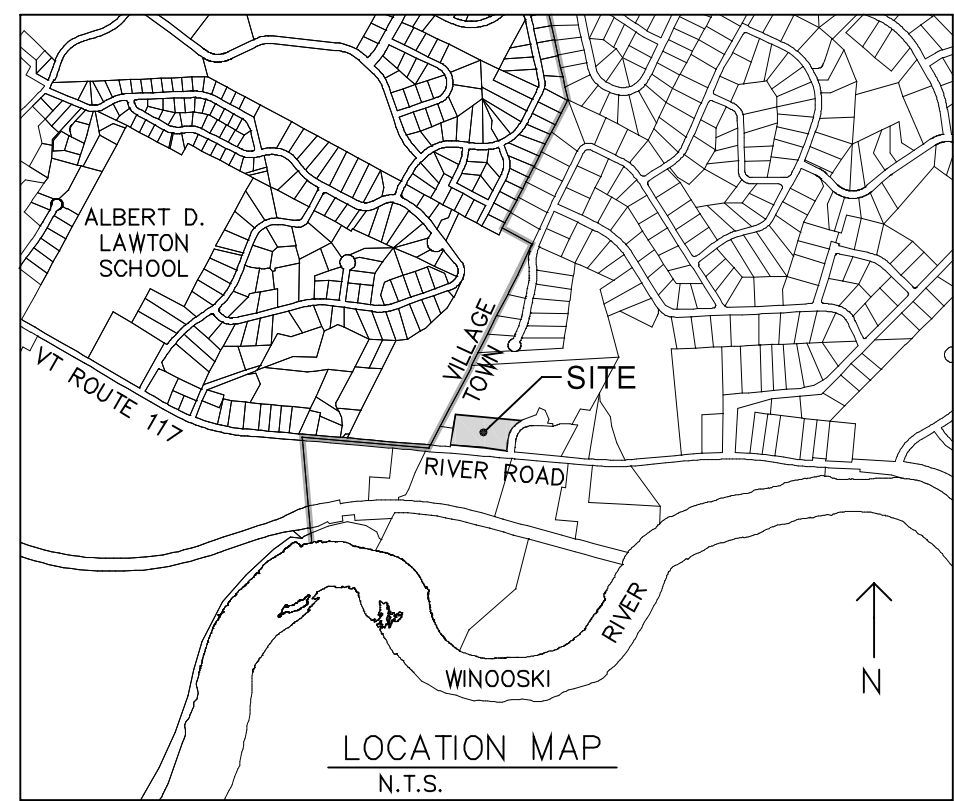 ALBERT D.
LAWTON
SCHOOL
VT ROUTE 117
VILLAGE
TOWN
SITE
RIVER ROAD
WINOOSKI
RIVER
N
LOCATION MAP
N.T.S.